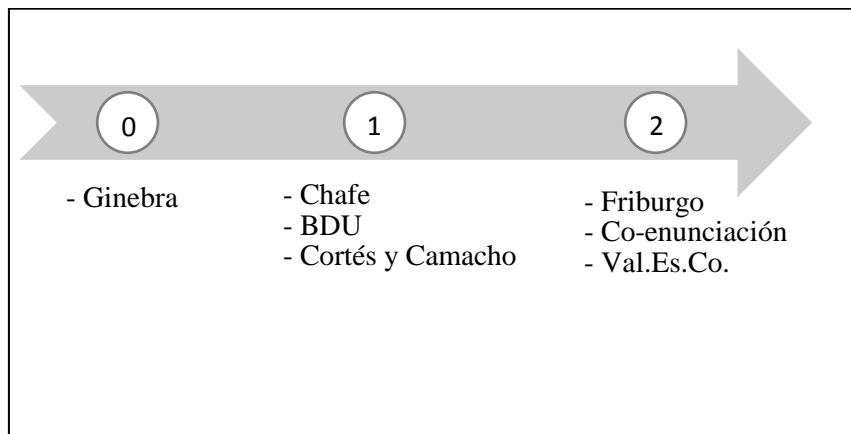 0
1
2
- Ginebra
- Chafe
- BDU
- Cortés y Camacho
- Friburgo
- Co-enunciación
- Val.Es.Co.